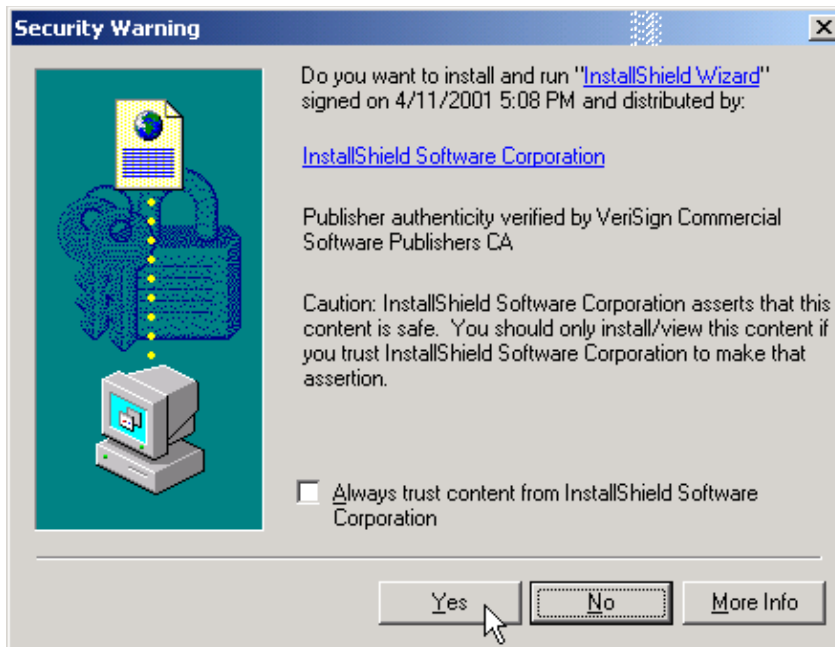 Security Warning
Do you want to install and run "InstallShield Wizard"
signed on 4/11/2001 5:08 PM and distributed by:
InstallShield Software Corporation
Publisher authenticity verified by VeriSign Commercial
Software Publishers CA
Caution: InstallShield Software Corporation asserts that this
content is safe. You should only install/view this content if
you trust InstallShield Software Corporation to make that
assertion.
Always trust content from InstallShield Software
Corporation
Yes No More Info